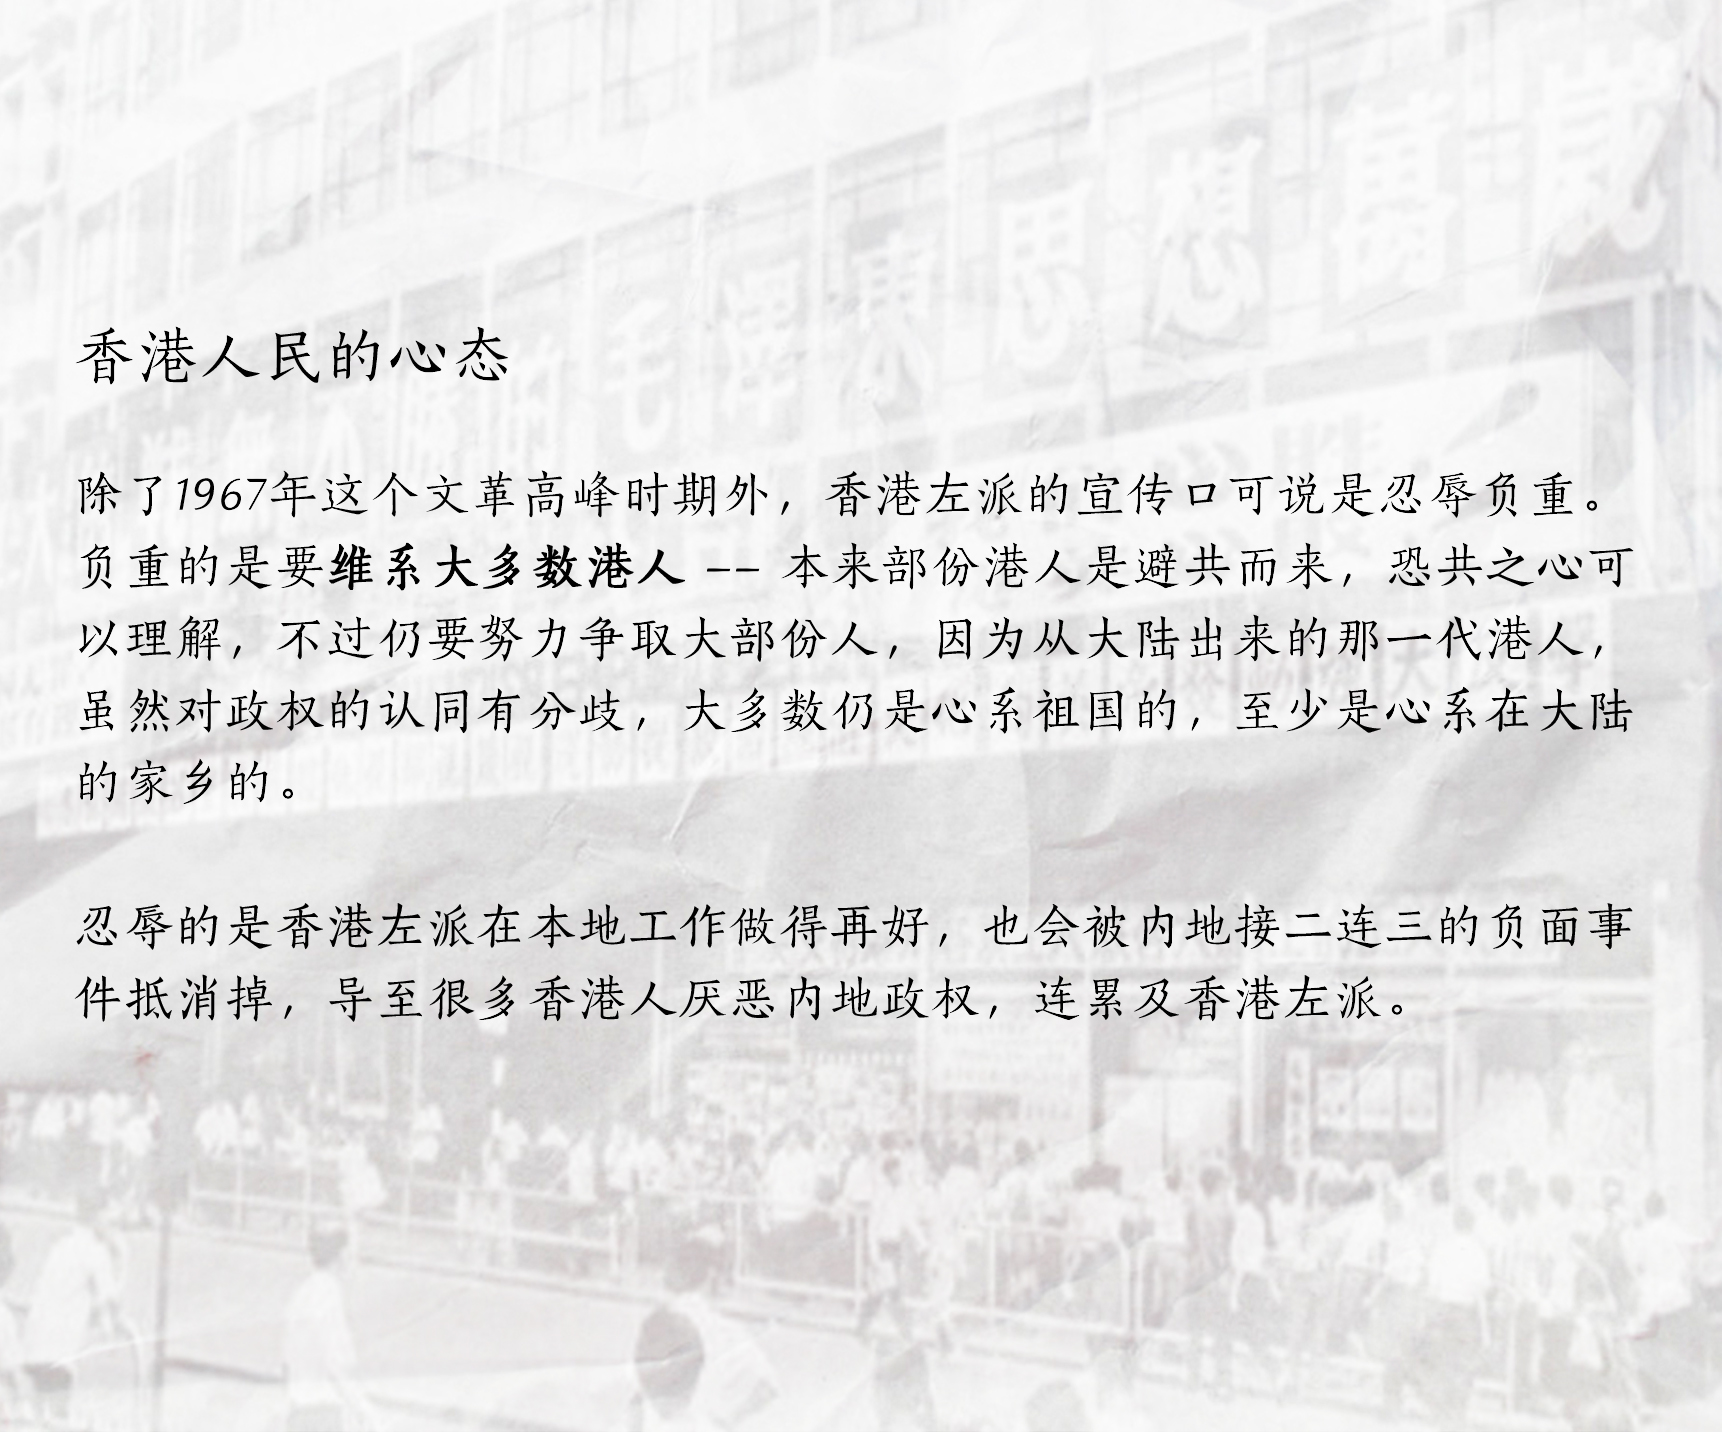 毛泽東思想萬歲
香港人民的心态
除了1967年这个文革高峰时期外，香港左派的宣传口可说是忍辱负重。
负重的是要维系大多数港人 -- 本来部份港人是避共而来，恐共之心可
以理解，不过仍要努力争取大部份人，因为从大陆出来的那一代港人，
虽然对政权的认同有分歧，大多数仍是心系祖国的，至少是心系在大陆
的家乡的。
忍辱的是香港左派在本地工作做得再好，也会被内地接二连三的负面事
件抵消掉，导至很多香港人厌恶内地政权，连累及香港左派。